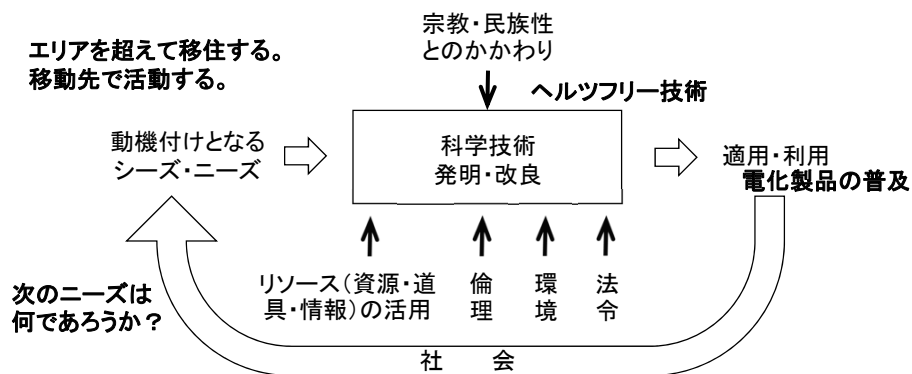 宗教・民族性
とのかかわり
エリアを超えて移住する。
移動先で活動する。
ヘルツフリー技術
動機付けとなる
シーズ・ニーズ
科学技術
発明・改良
適用・利用
電化製品の普及
リソース(資源・道
具・情報)の活用
倫理
環境
法令
次のニーズは
何であろうか？
社　会